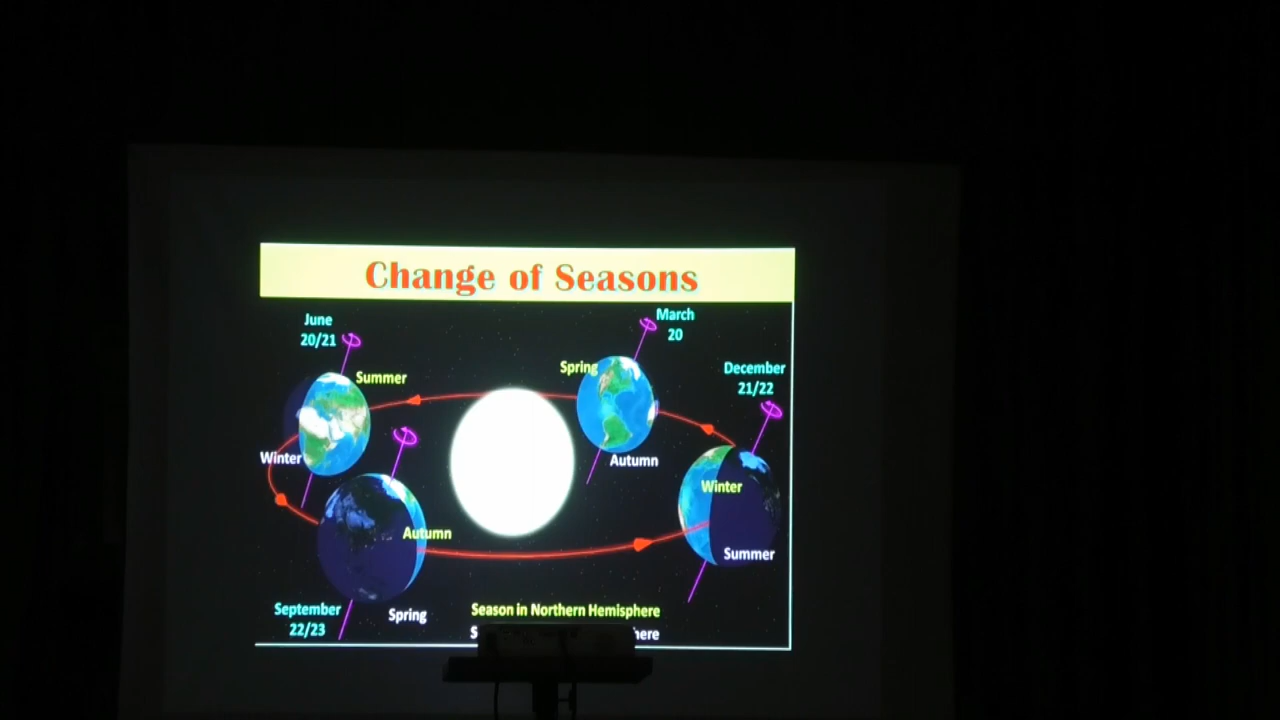 Change of Seasons
June
20/21
March
20
Summer
Spring
December
21/22
Winter
Autumn
Winter
Autumn
Summer
September
22/23
Spring
Season in Northern Hemisphere